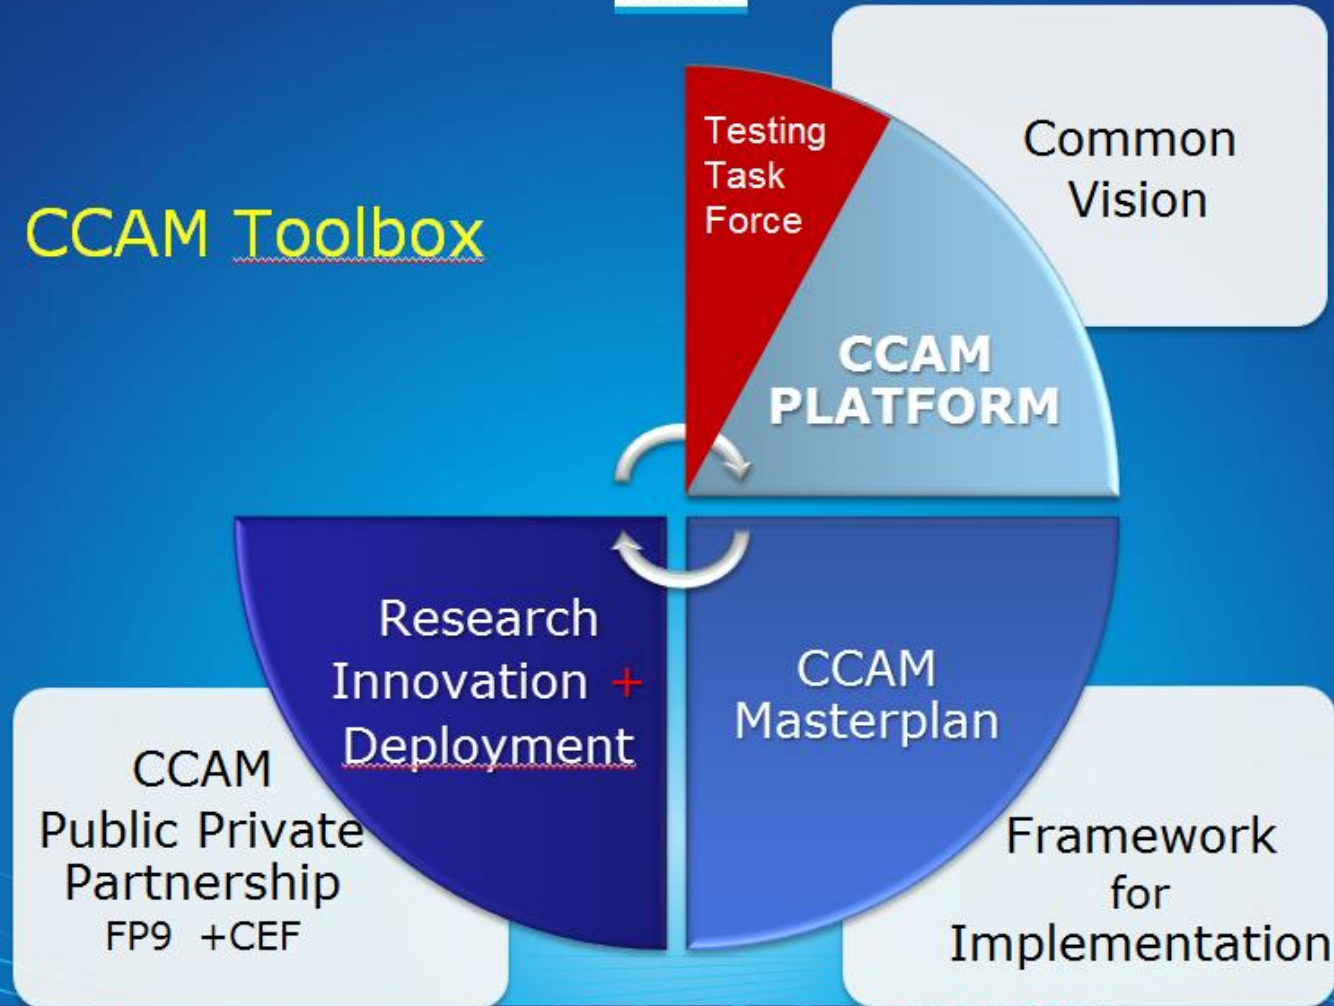 CCAM Toolbox
Testing
Task
Force
CCAM
PLATFORM
Common
Vision
Research
Innovation +
Deployment
CCAM
Masterplan
CCAM
Public Private
Partnership
FP9 +CEF
Framework
for
Implementation